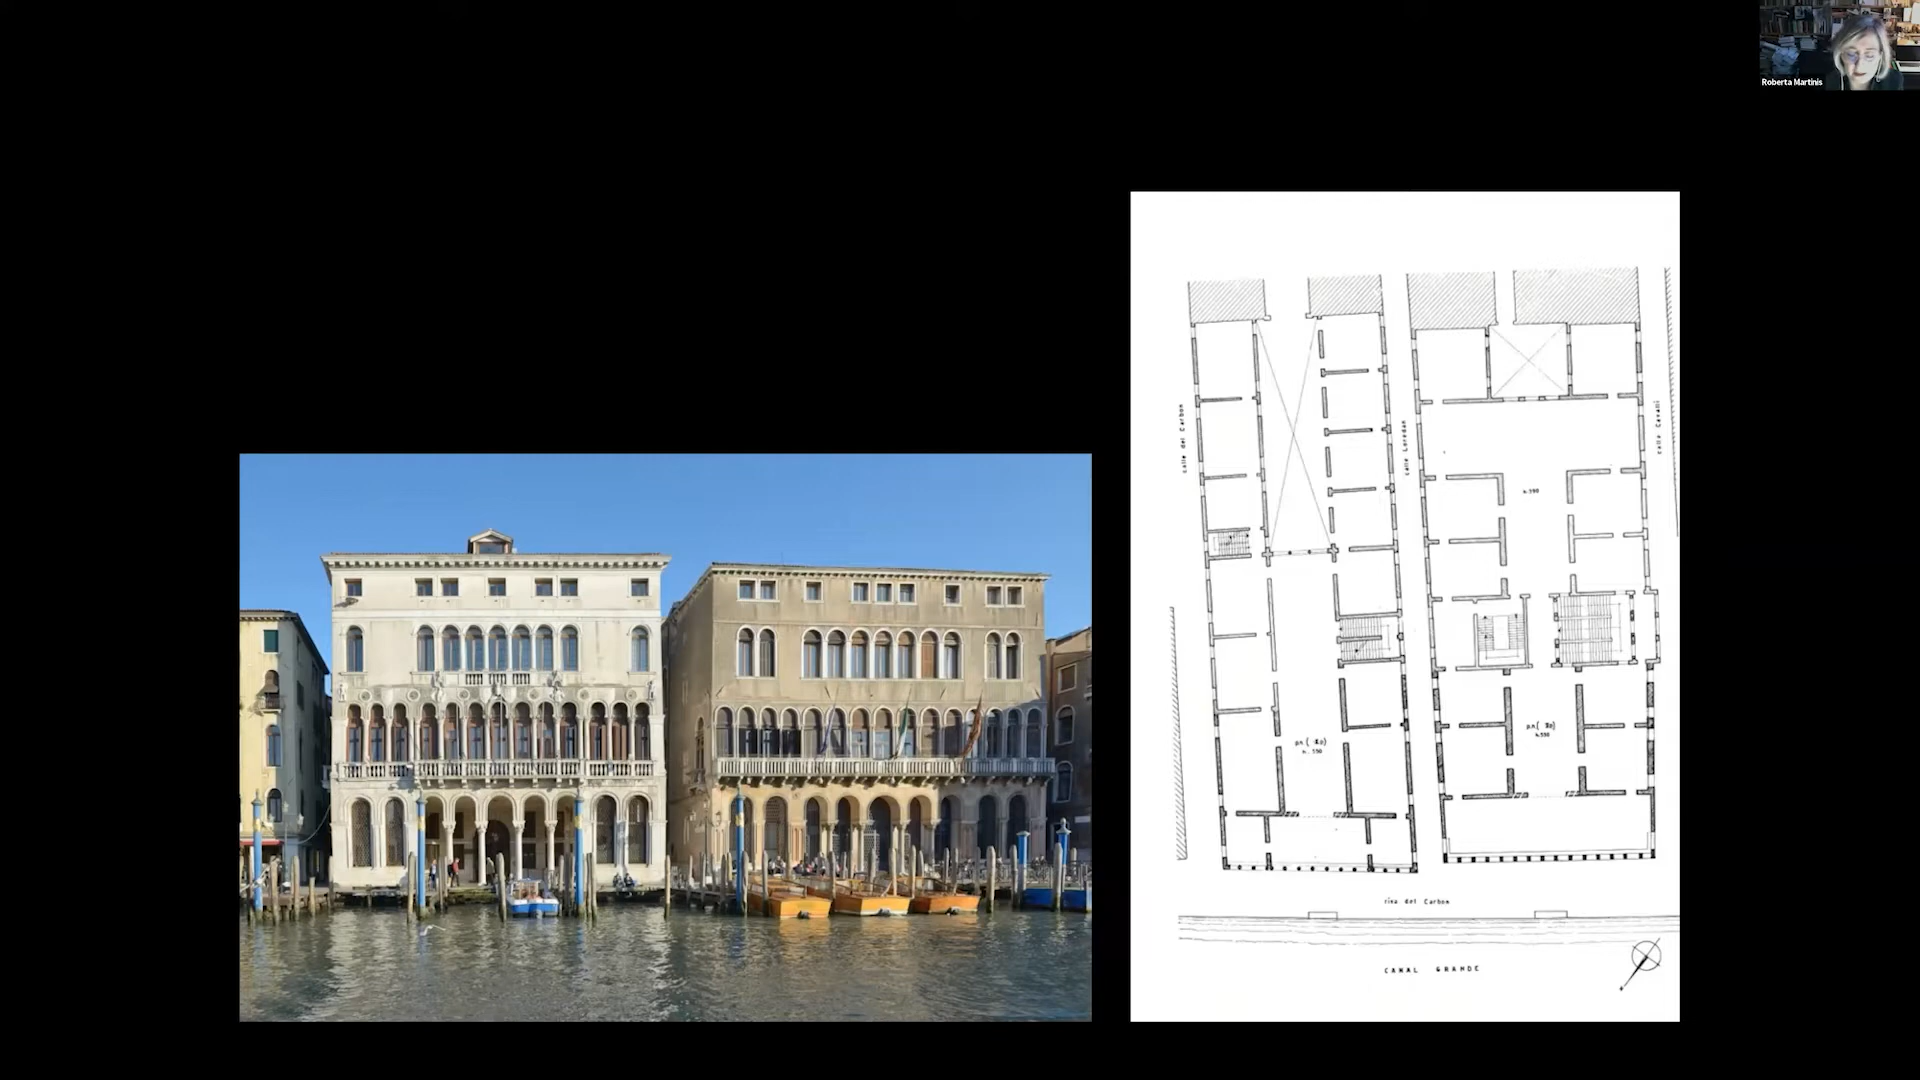 Roberta Martinis
calle del Carbon
calle Loredan
calle Cavalli
riva del Carbon
CANAL GRANDE